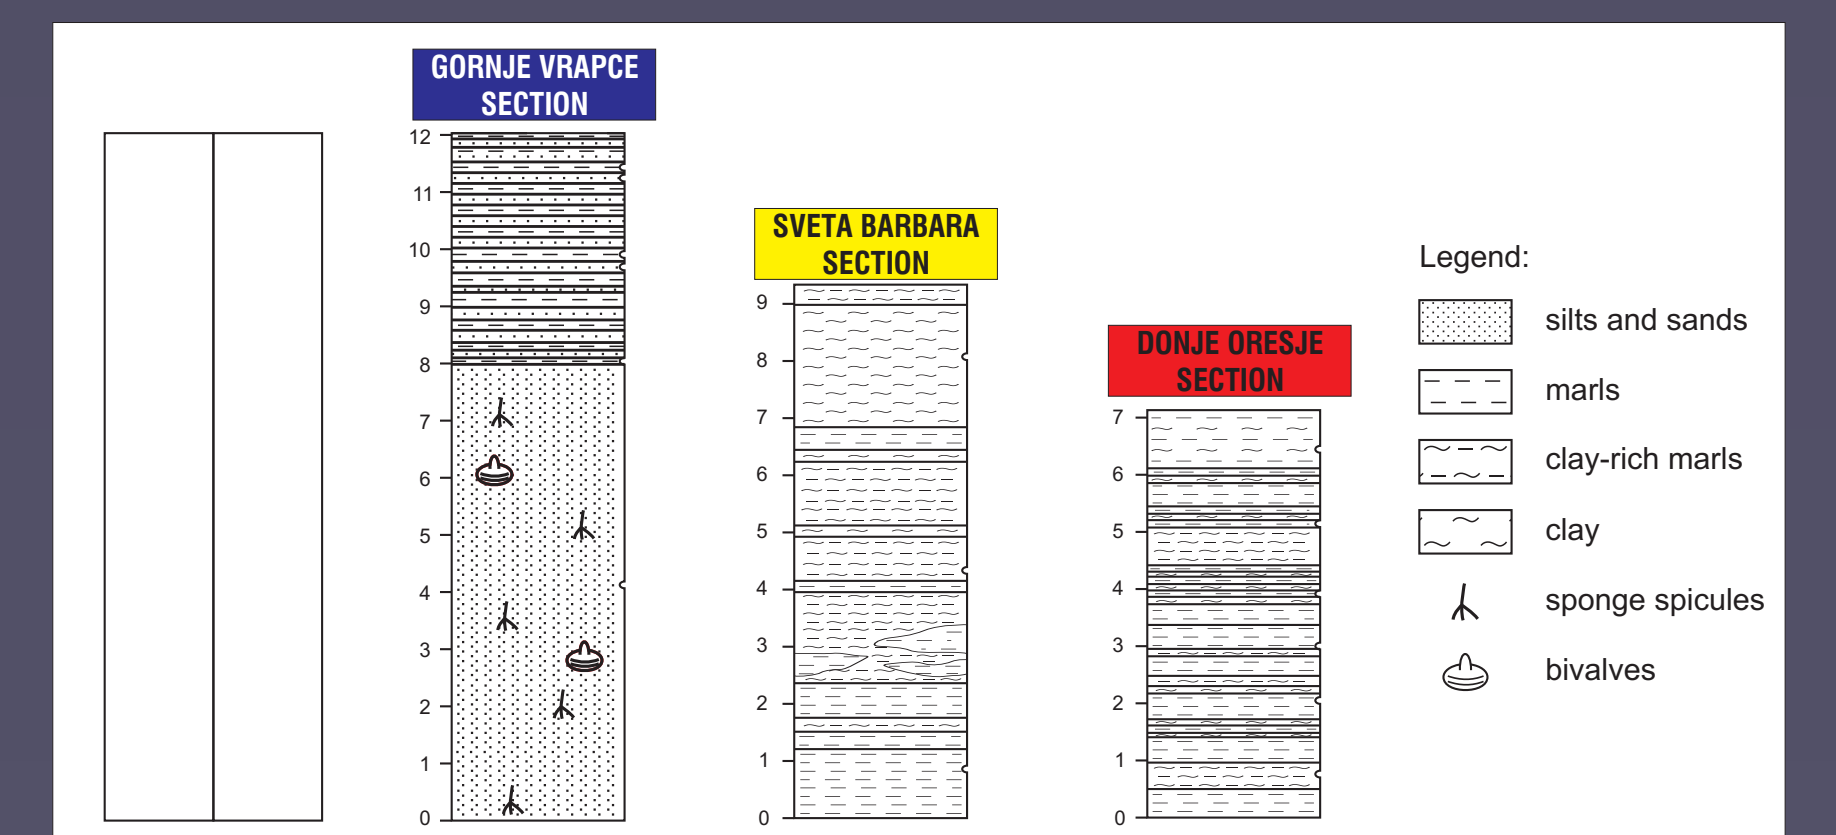 GORNJE VRAPCE
SECTION
12
11
10
9
8
7
6
5
4
3
2
1
0
SVETA BARBARA
SECTION
9
8
7
6
5
4
3
2
1
0
DONJE ORESJE
SECTION
7
6
5
4
3
2
1
0
Legend:
silts and sands
marls
clay-rich marls
clay
sponge spicules
bivalves